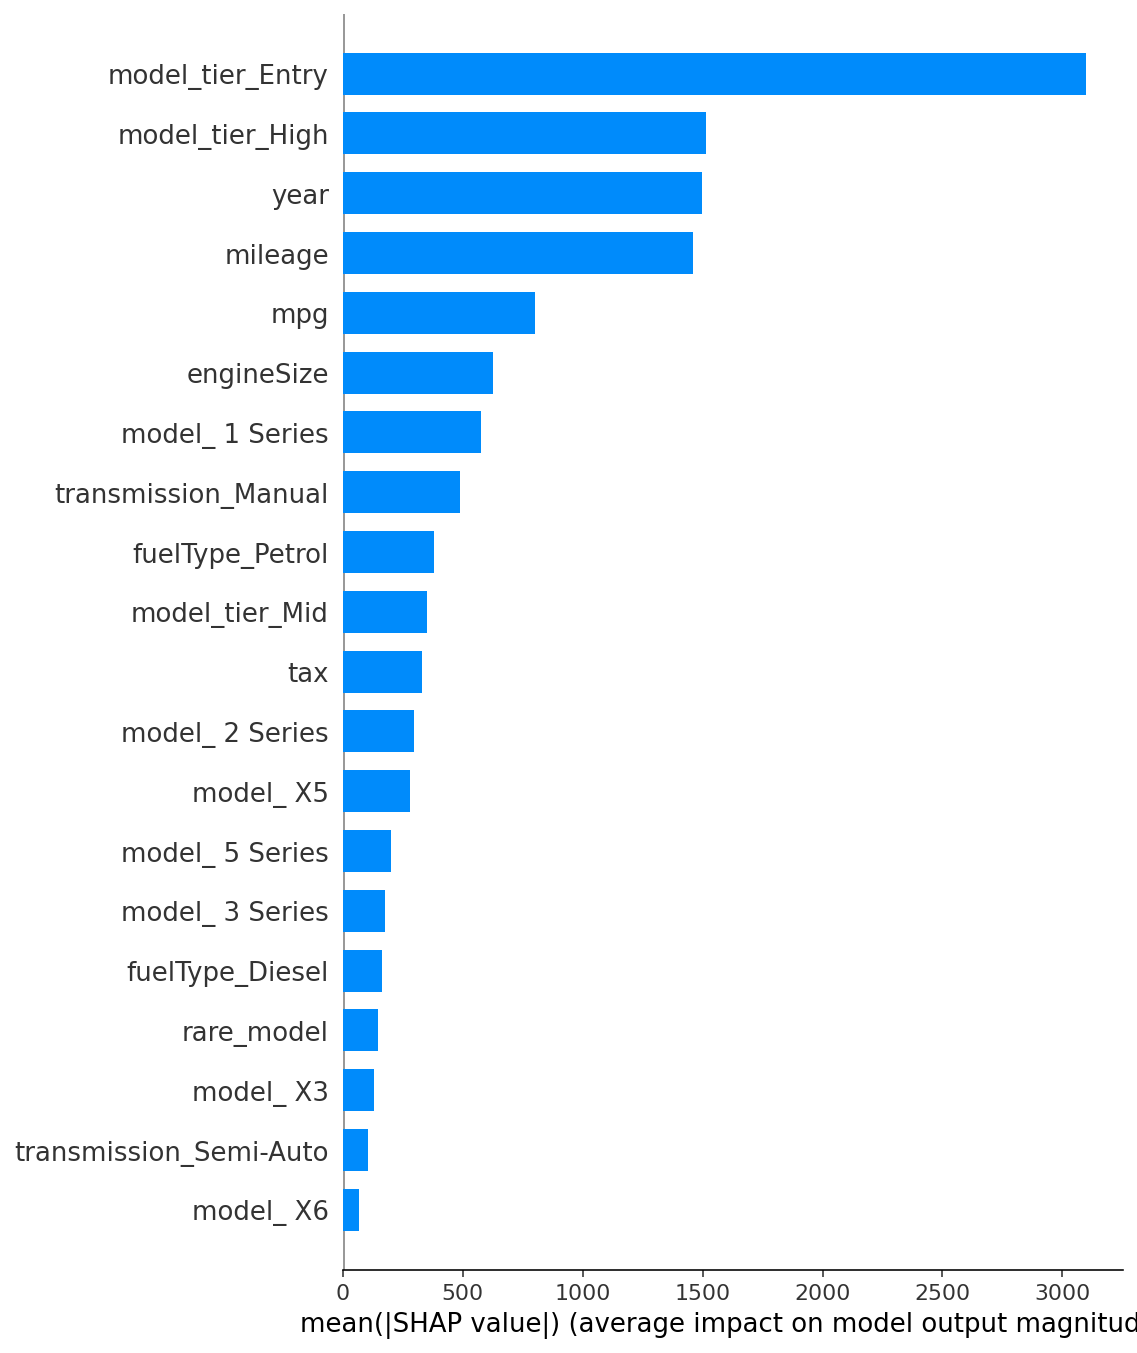 model_tier_Entry
model_tier_High
year
mileage
mpg
engineSize
model_ 1 Series
transmission_Manual
fuelType_Petrol
model_tier_Mid
tax
model_ 2 Series
model_ X5
model_ 5 Series
model_ 3 Series
fuelType_Diesel
rare_model
model_ X3
transmission_Semi-Auto
model_ X6
0 500 1000 1500 2000 2500 3000
mean(|SHAP value|) (average impact on model output magnitud